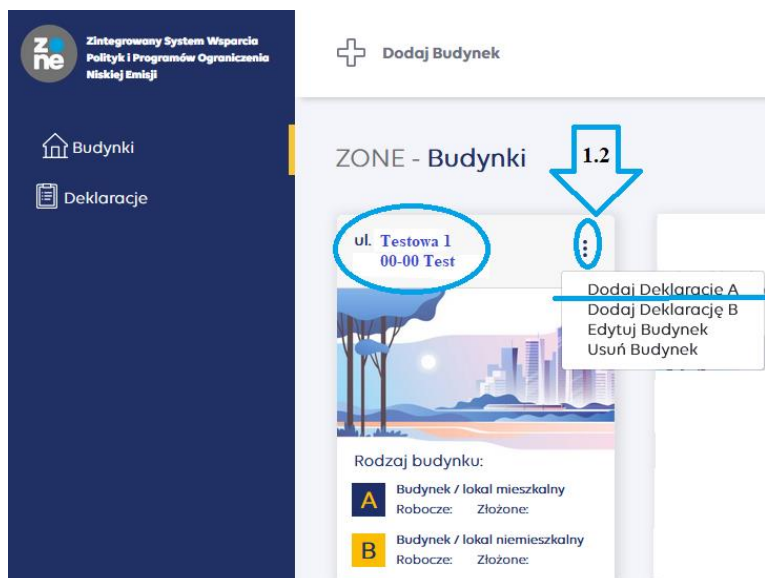 zone
Zintegrowany System Wsparcia
Polityk i Programów Ograniczenia
Niskiej Emisji
Dodaj Budynek
Budynki
Deklaracje
ZONE - Budynki
1.2
ul. Testowa 1
00-00 Test
Dodaj Deklarację A
Dodaj Deklarację B
Edytuj Budynek
Usuń Budynek
Rodzaj budynku:
A
Budynek / lokal mieszkalny
Robocze: Złożone:
B
Budynek / lokal niemieszkalny
Robocze: Złożone: